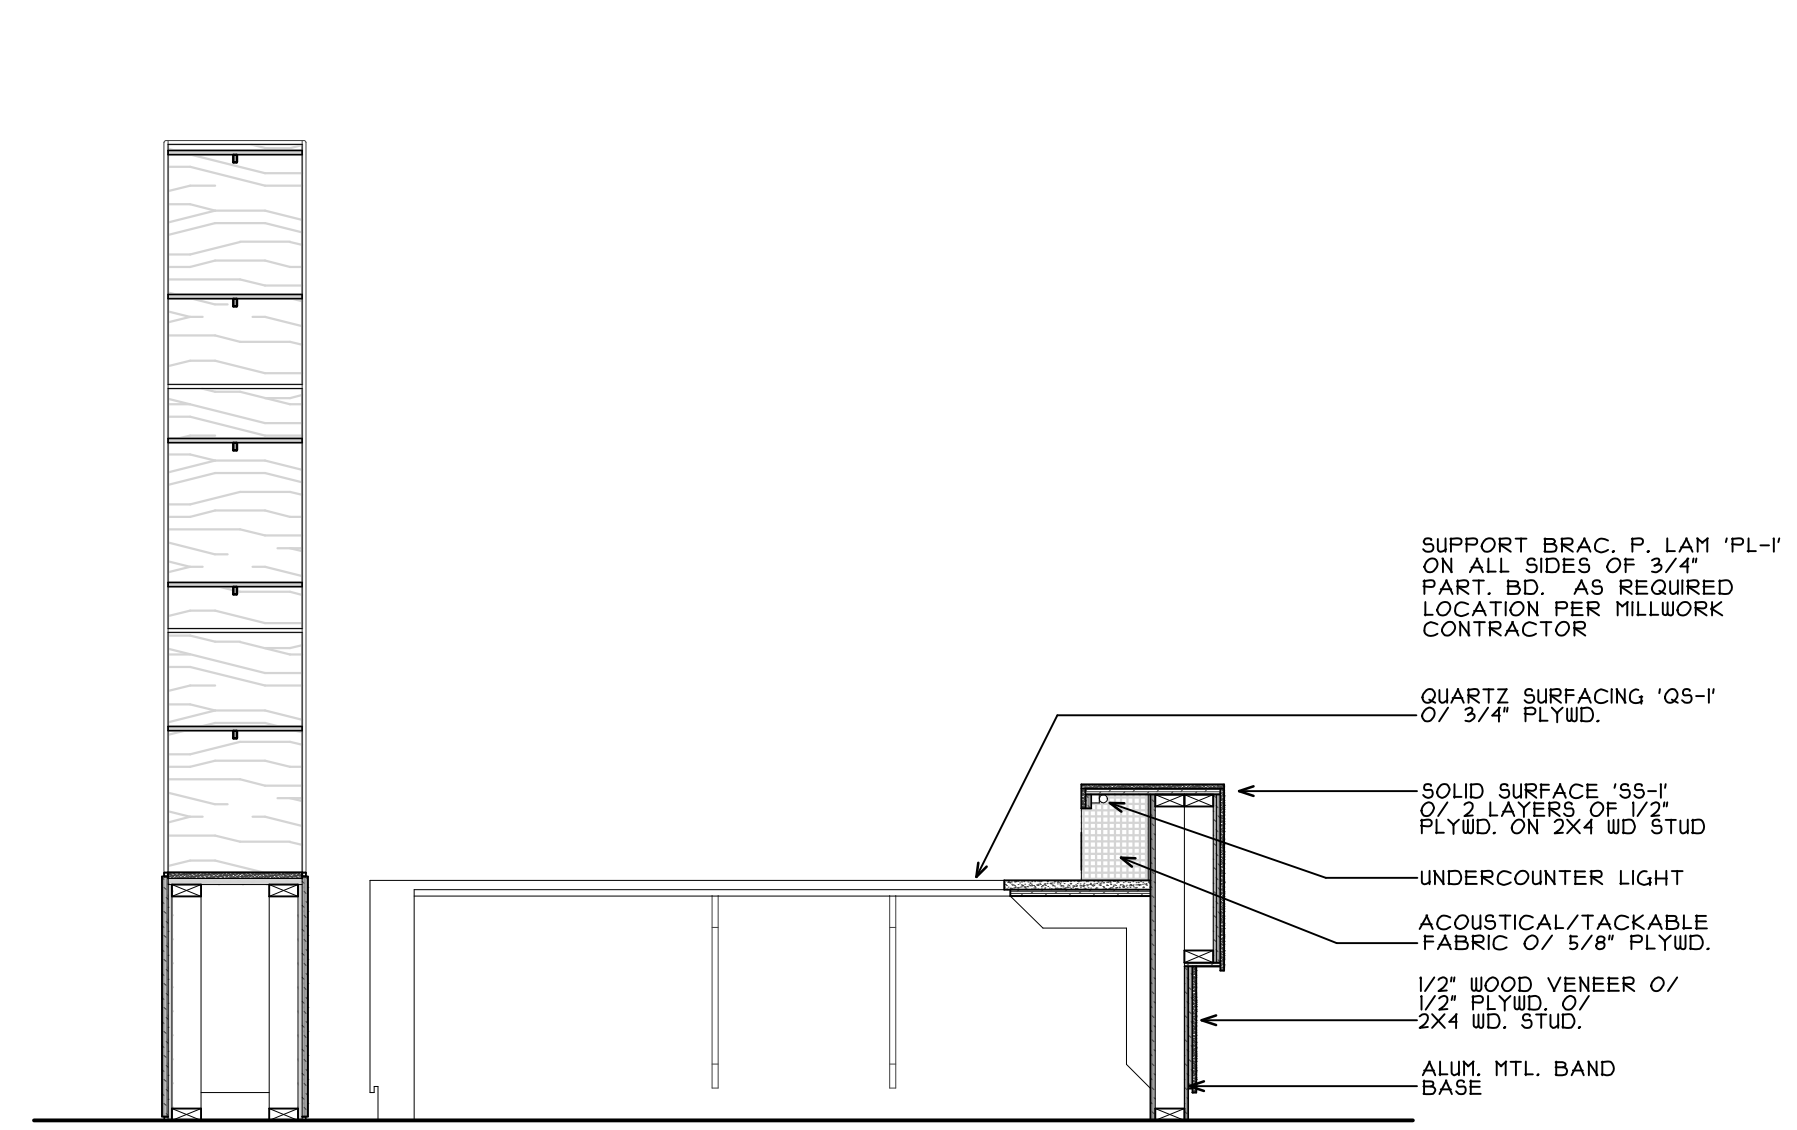 SUPPORT BRAC. P. LAM 'PL-1'
ON ALL SIDES OF 3/4"
PART. BD. AS REQUIRED
LOCATION PER MILLWORK
CONTRACTOR
QUARTZ SURFACING 'QS-1'
O/ 3/4" PLYWD.
SOLID SURFACE 'SS-1'
O/ 2 LAYERS OF 1/2"
PLYWD. ON 2X4 WD STUD
UNDERCOUNTER LIGHT
ACOUSTICAL/TACKABLE
FABRIC O/ 5/8" PLYWD.
1/2" WOOD VENEER O/
1/2" PLYWD. O/
2X4 WD. STUD.
ALUM. MTL. BAND
BASE